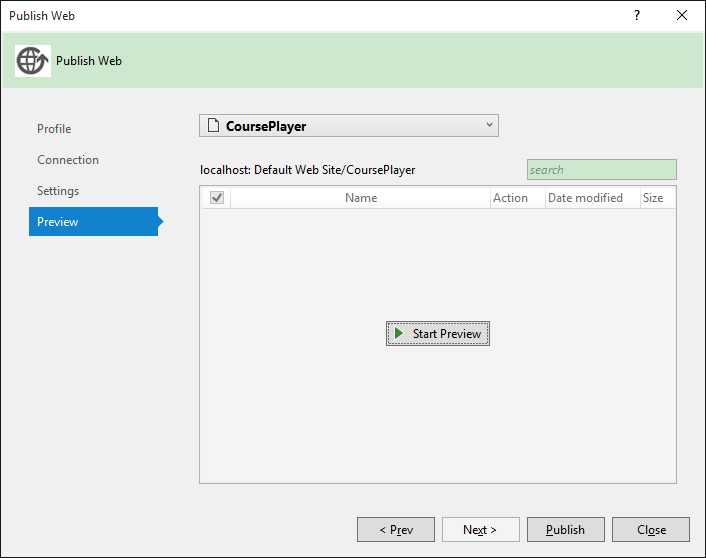 Publish Web
?
Publish Web
Profile
Connection
Settings
Preview
CoursePlayer
localhost: Default Web Site/CoursePlayer
search
Name Action Date modified Size
Start Preview
< Prev Next > Publish Close